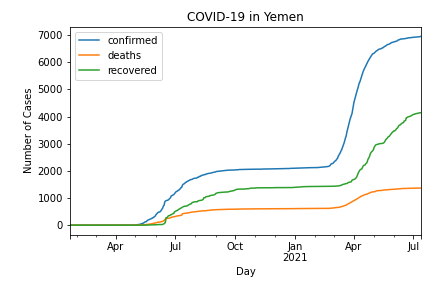 COVID-19 in Yemen
confirmed
deaths
recovered
Number of Cases
7000
6000
5000
4000
3000
2000
1000
0
Apr
Jul
Oct
Jan
2021
Apr
Jul
Day